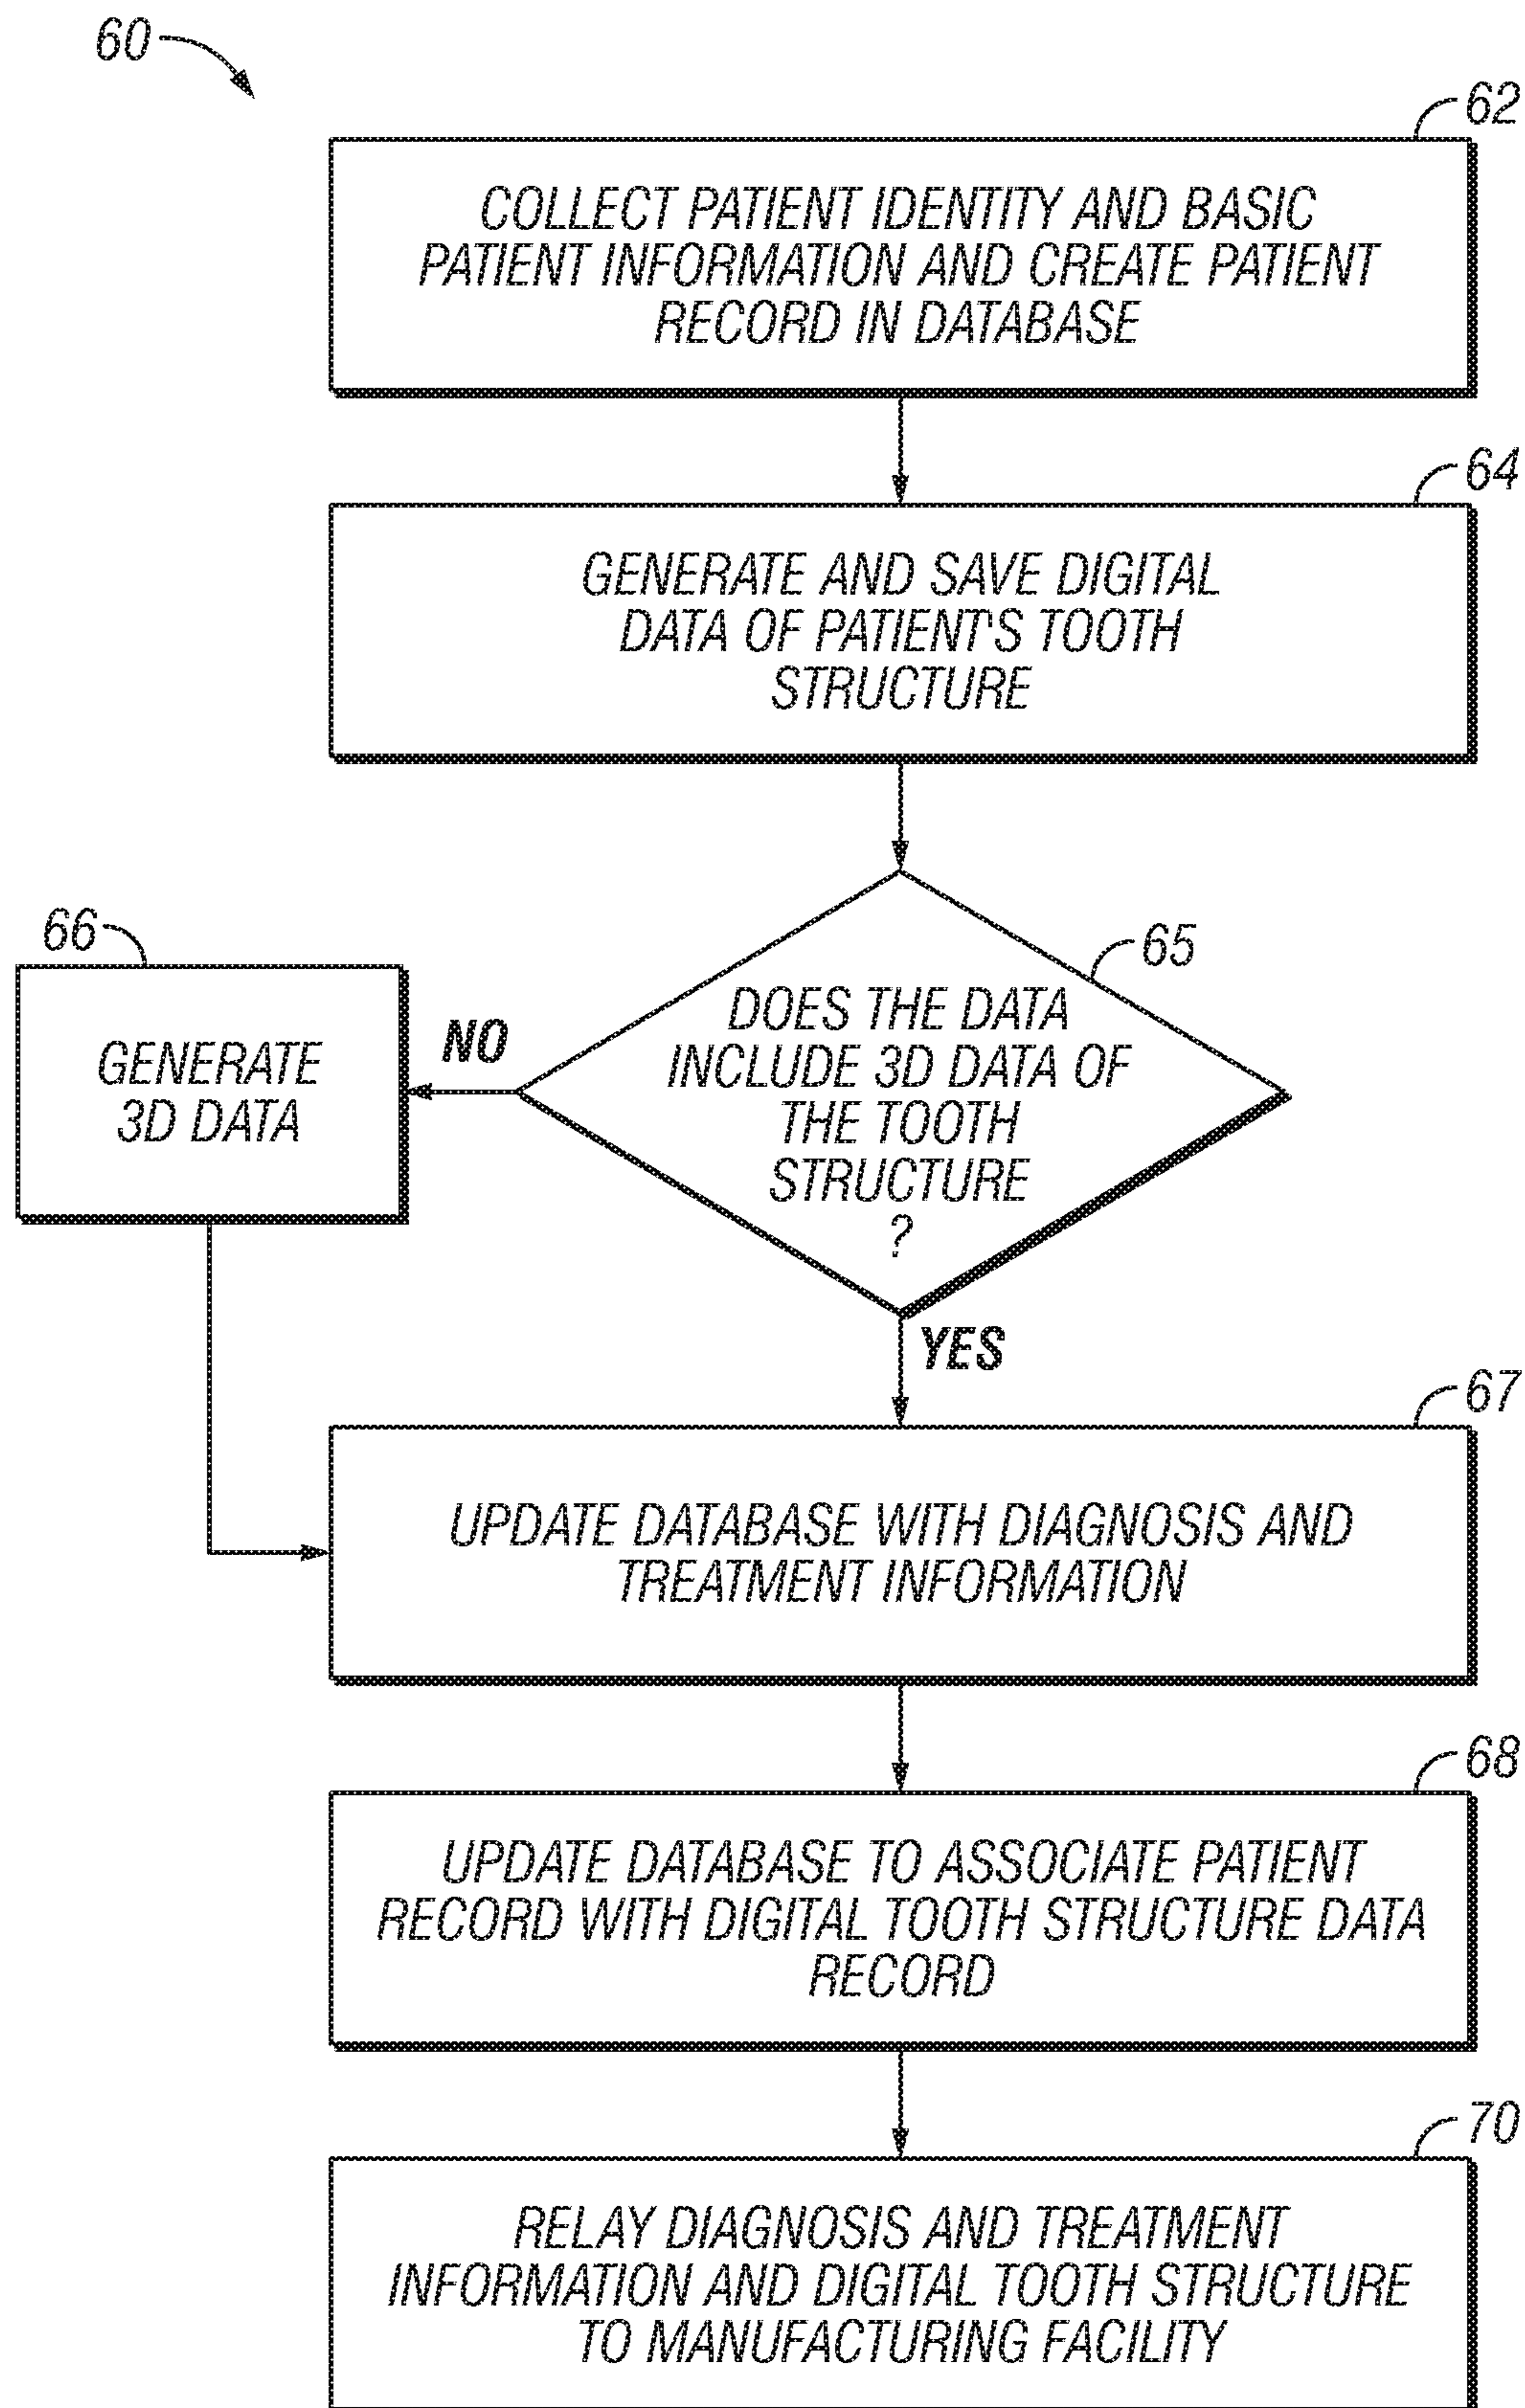 60
62
COLLECT PATIENT IDENTITY AND BASIC
PATIENT INFORMATION AND CREATE PATIENT
RECORD IN DATABASE
64
GENERATE AND SAVE DIGITAL
DATA OF PATIENT'S TOOTH
STRUCTURE
66
65
GENERATE
3D DATA
NO
DOES THE DATA
INCLUDE 3D DATA OF
THE TOOTH
STRUCTURE
?
YES
67
UPDATE DATABASE WITH DIAGNOSIS AND
TREATMENT INFORMATION
68
UPDATE DATABASE TO ASSOCIATE PATIENT
RECORD WITH DIGITAL TOOTH STRUCTURE DATA
RECORD
70
RELAY DIAGNOSIS AND TREATMENT
INFORMATION AND DIGITAL TOOTH STRUCTURE
TO MANUFACTURING FACILITY